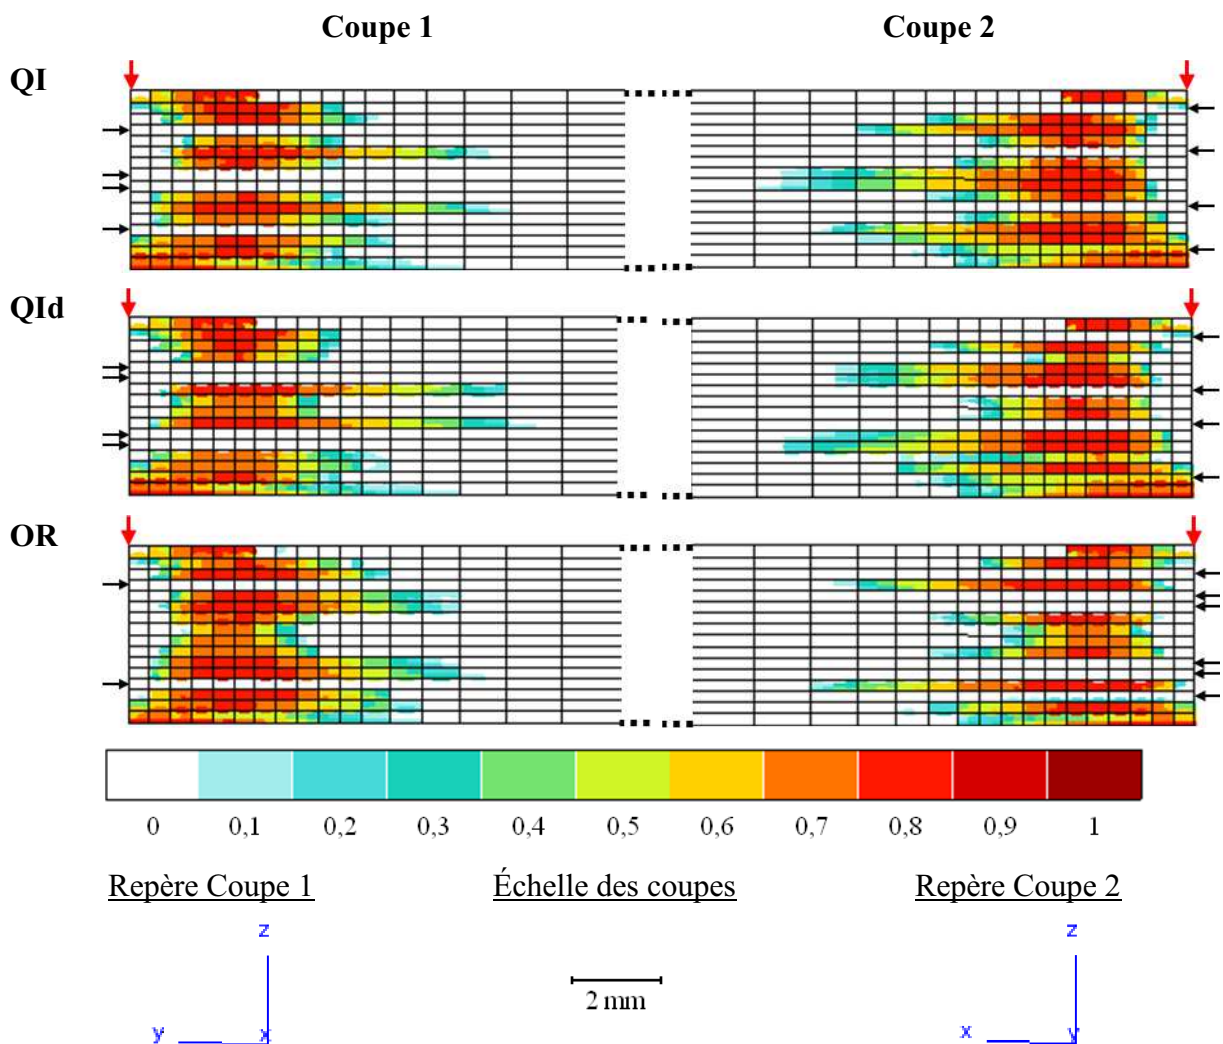 Coupe 1 Coupe 2
QI
QId
OR
0 0,1 0,2 0,3 0,4 0,5 0,6 0,7 0,8 0,9 1
Repère Coupe 1 Échelle des coupes Repère Coupe 2
z z
2 mm
y x x y